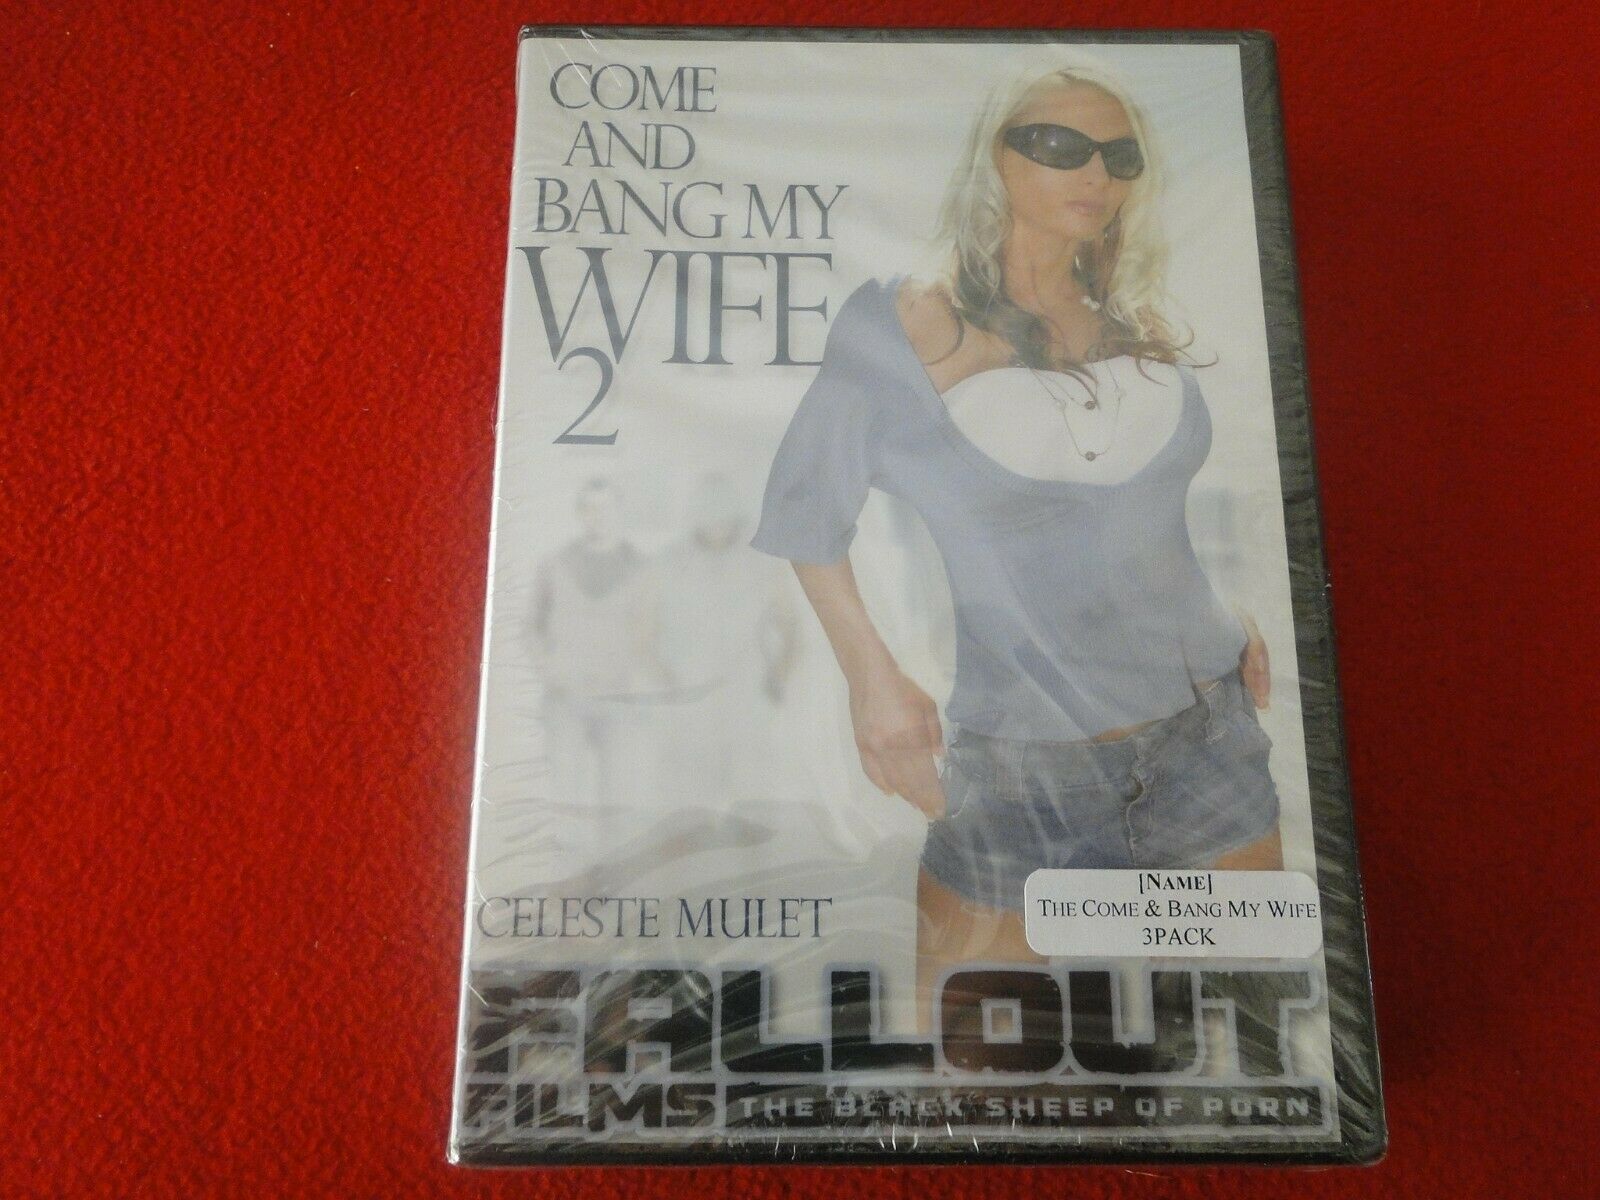 COME
AND
BANG MY
WIFE
2
CELESTE MULET
[NAME]
THE COME & BANG MY WIFE
3PACK
FALLOUT
FILMS THE BLACK SHEEP OF PORN